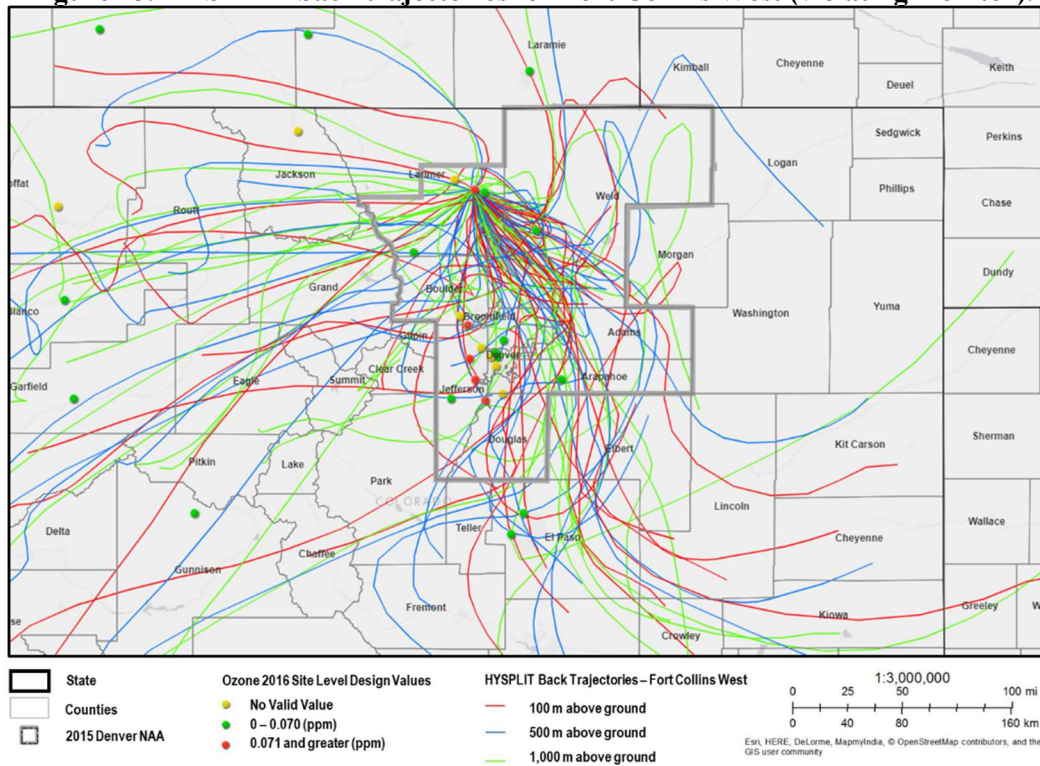 Laramie
Kimball
Cheyenne
Keith
Deuel
Sedgwick
Perkins
Logan
Phillips
Chase
Jackson
Larimer
offat
Routt
Weld
Morgan
Dundy
Grand
Boulder
Blanco
Washington
Yuma
Broomfield
Gilpin
Adams
Cheyenne
Denver
Clear Creek
Garfield
Eagle
Summit
Jefferson
Arapahoe
Douglas
Elbert
Kit Carson
Sherman
Pitkin
Lake
Park
COLORADO
Lincoln
Delta
Teller
El Paso
Cheyenne
Wallace
Chaffee
Gunnison
Fremont
Kiowa
Greeley
W
se
Crowley
State
Counties
2015 Denver NAA
Ozone 2016 Site Level Design Values
No Valid Value
0 – 0.070 (ppm)
0.071 and greater (ppm)
HYSPLIT Back Trajectories – Fort Collins West
100 m above ground
500 m above ground
1,000 m above ground
1:3,000,000
0 25 50 100 mi
0 40 80 160 km
Esri, HERE, DeLorme, MapmyIndia, © OpenStreetMap contributors, and the
GIS user community